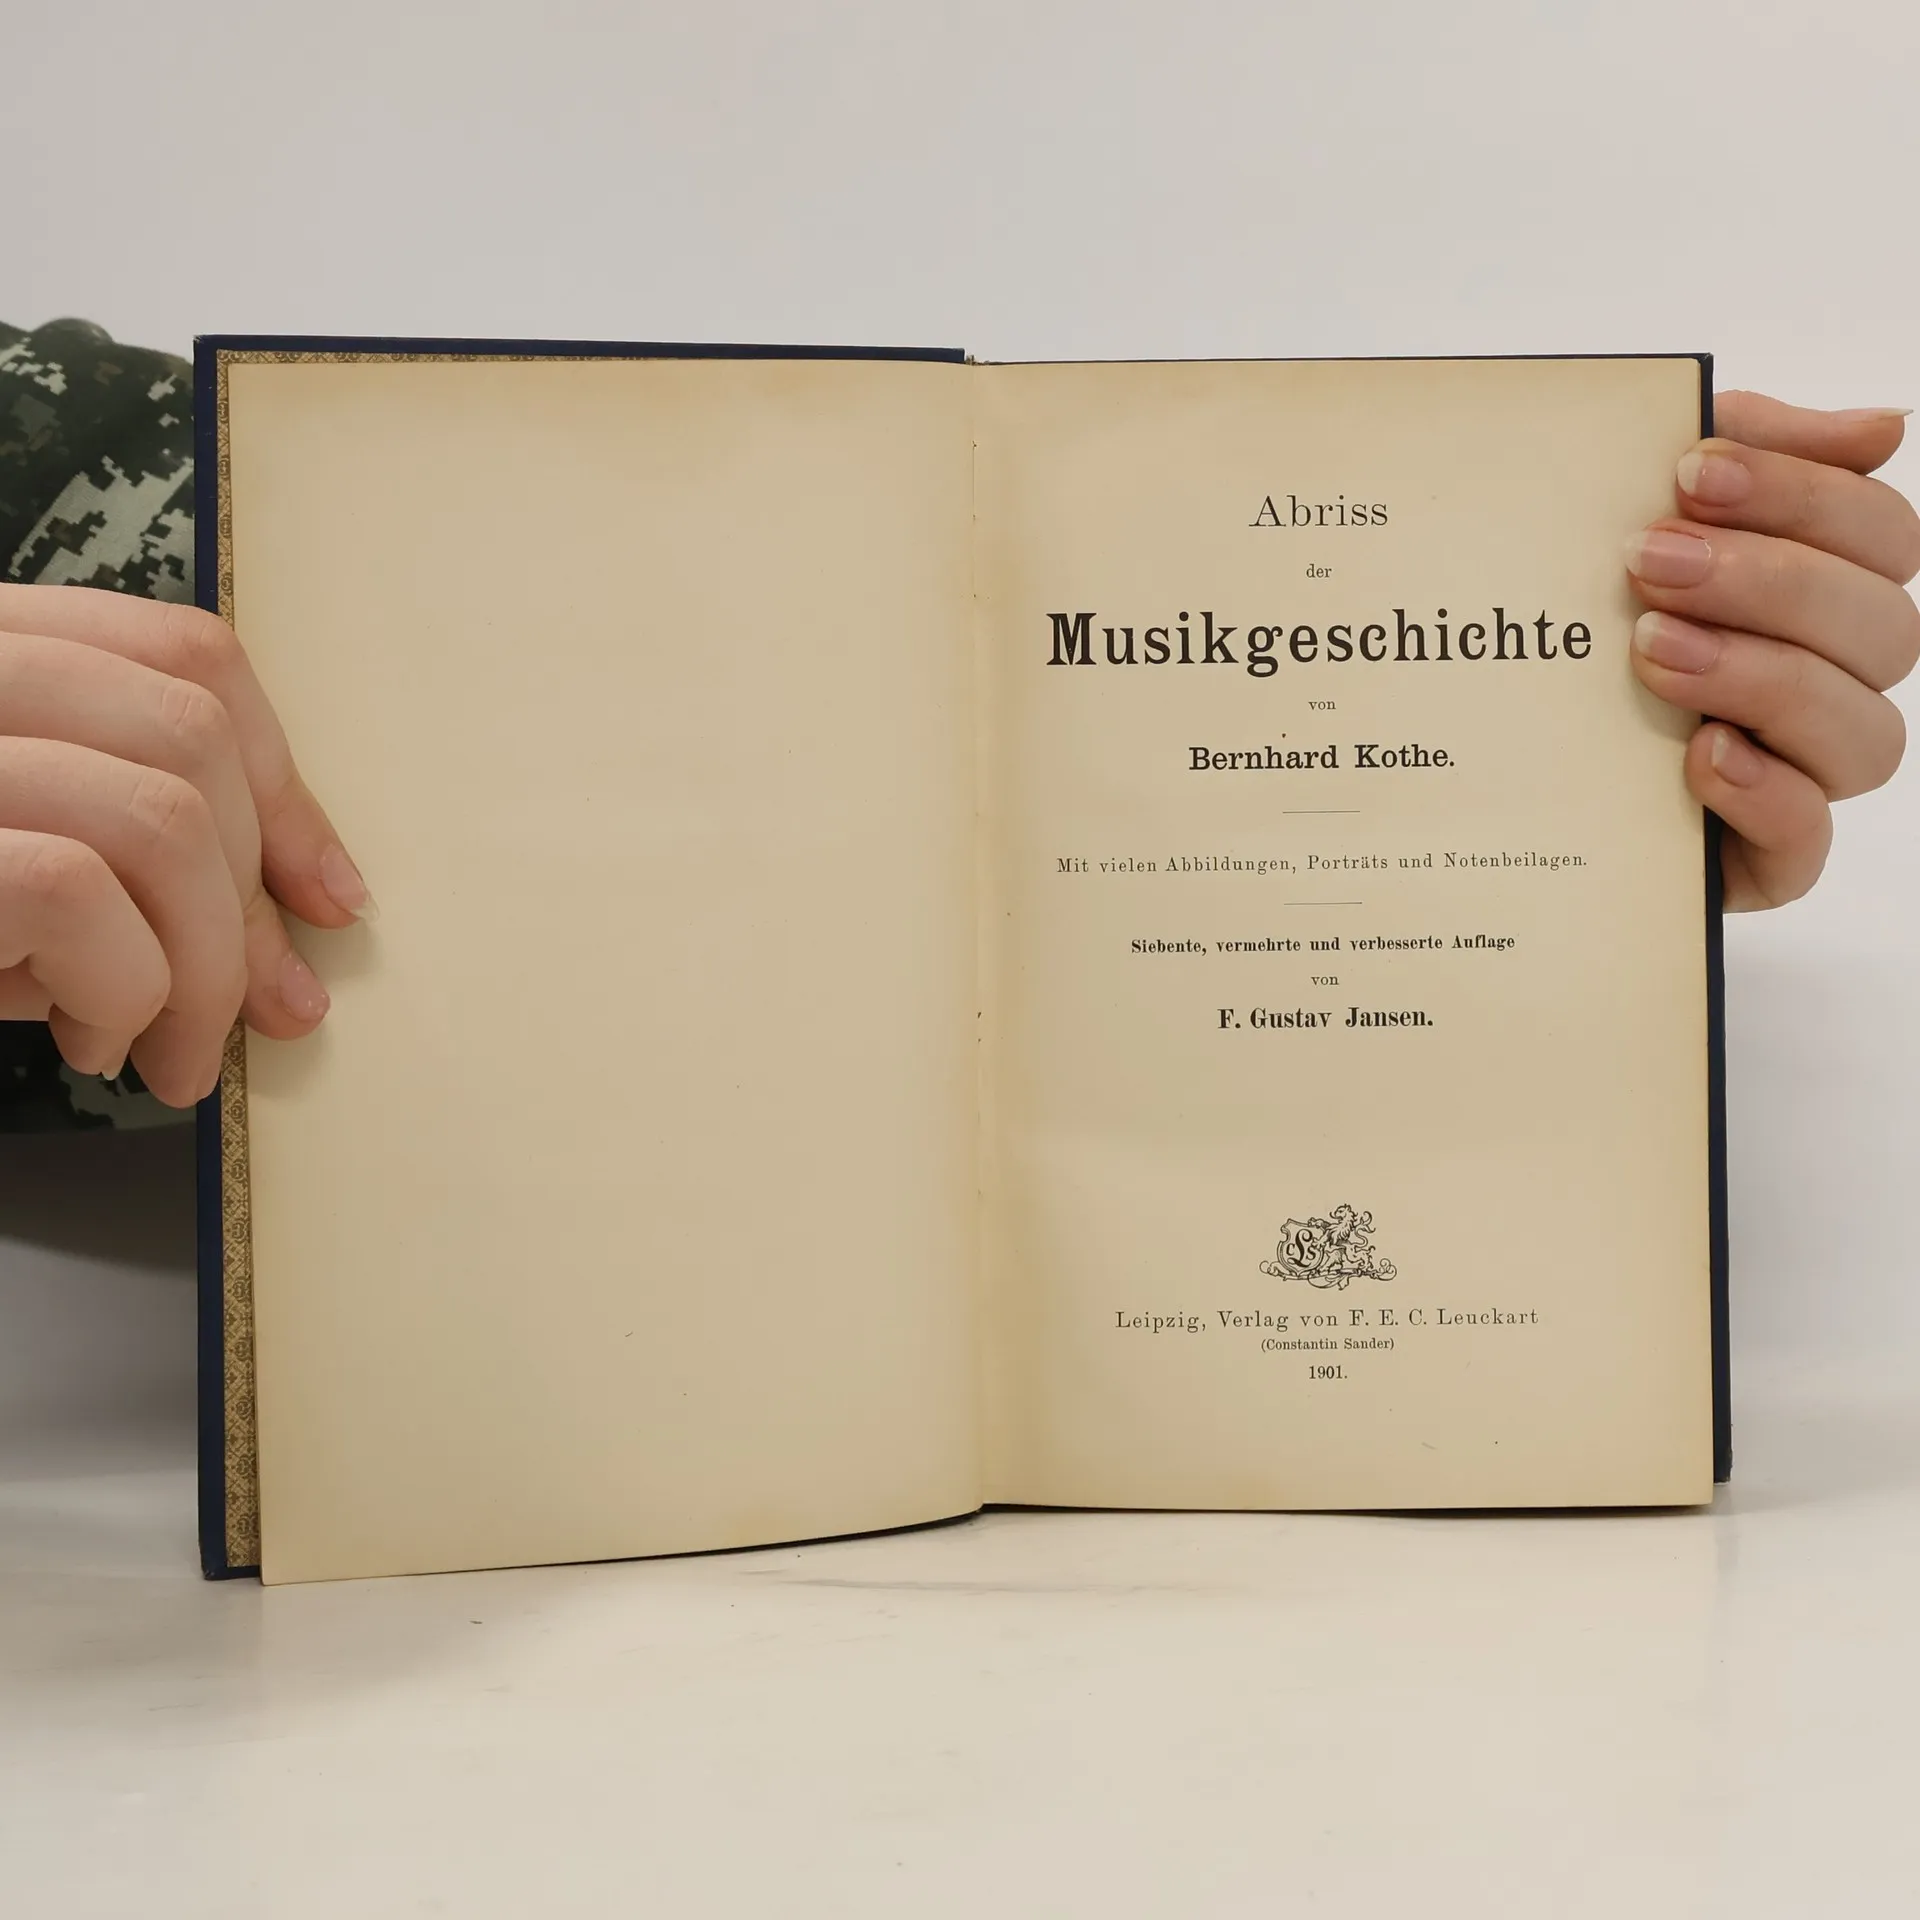 Abriss
der
Musikgeschichte
von
Bernhard Kothe.
Mit vielen Abbildungen, Porträts und Notenbeilagen.
Siebente, vermehrte und verbesserte Auflage
von
F. Gustav Jansen.
CLS
Leipzig, Verlag von F. E. C. Leuckart
(Constantin Sander)
1901.